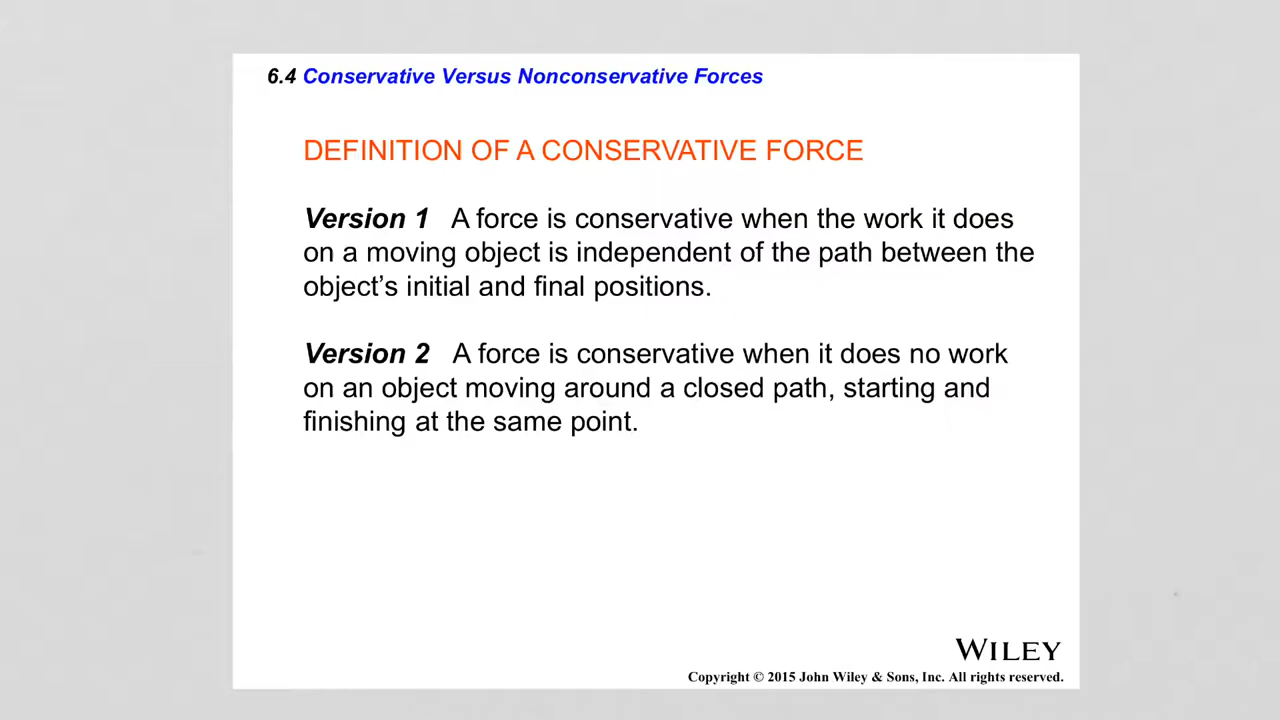 6.4 Conservative Versus Nonconservative Forces
DEFINITION OF A CONSERVATIVE FORCE
Version 1 A force is conservative when the work it does
on a moving object is independent of the path between the
object’s initial and final positions.
Version 2 A force is conservative when it does no work
on an object moving around a closed path, starting and
finishing at the same point.
WILEY
Copyright © 2015 John Wiley & Sons, Inc. All rights reserved.